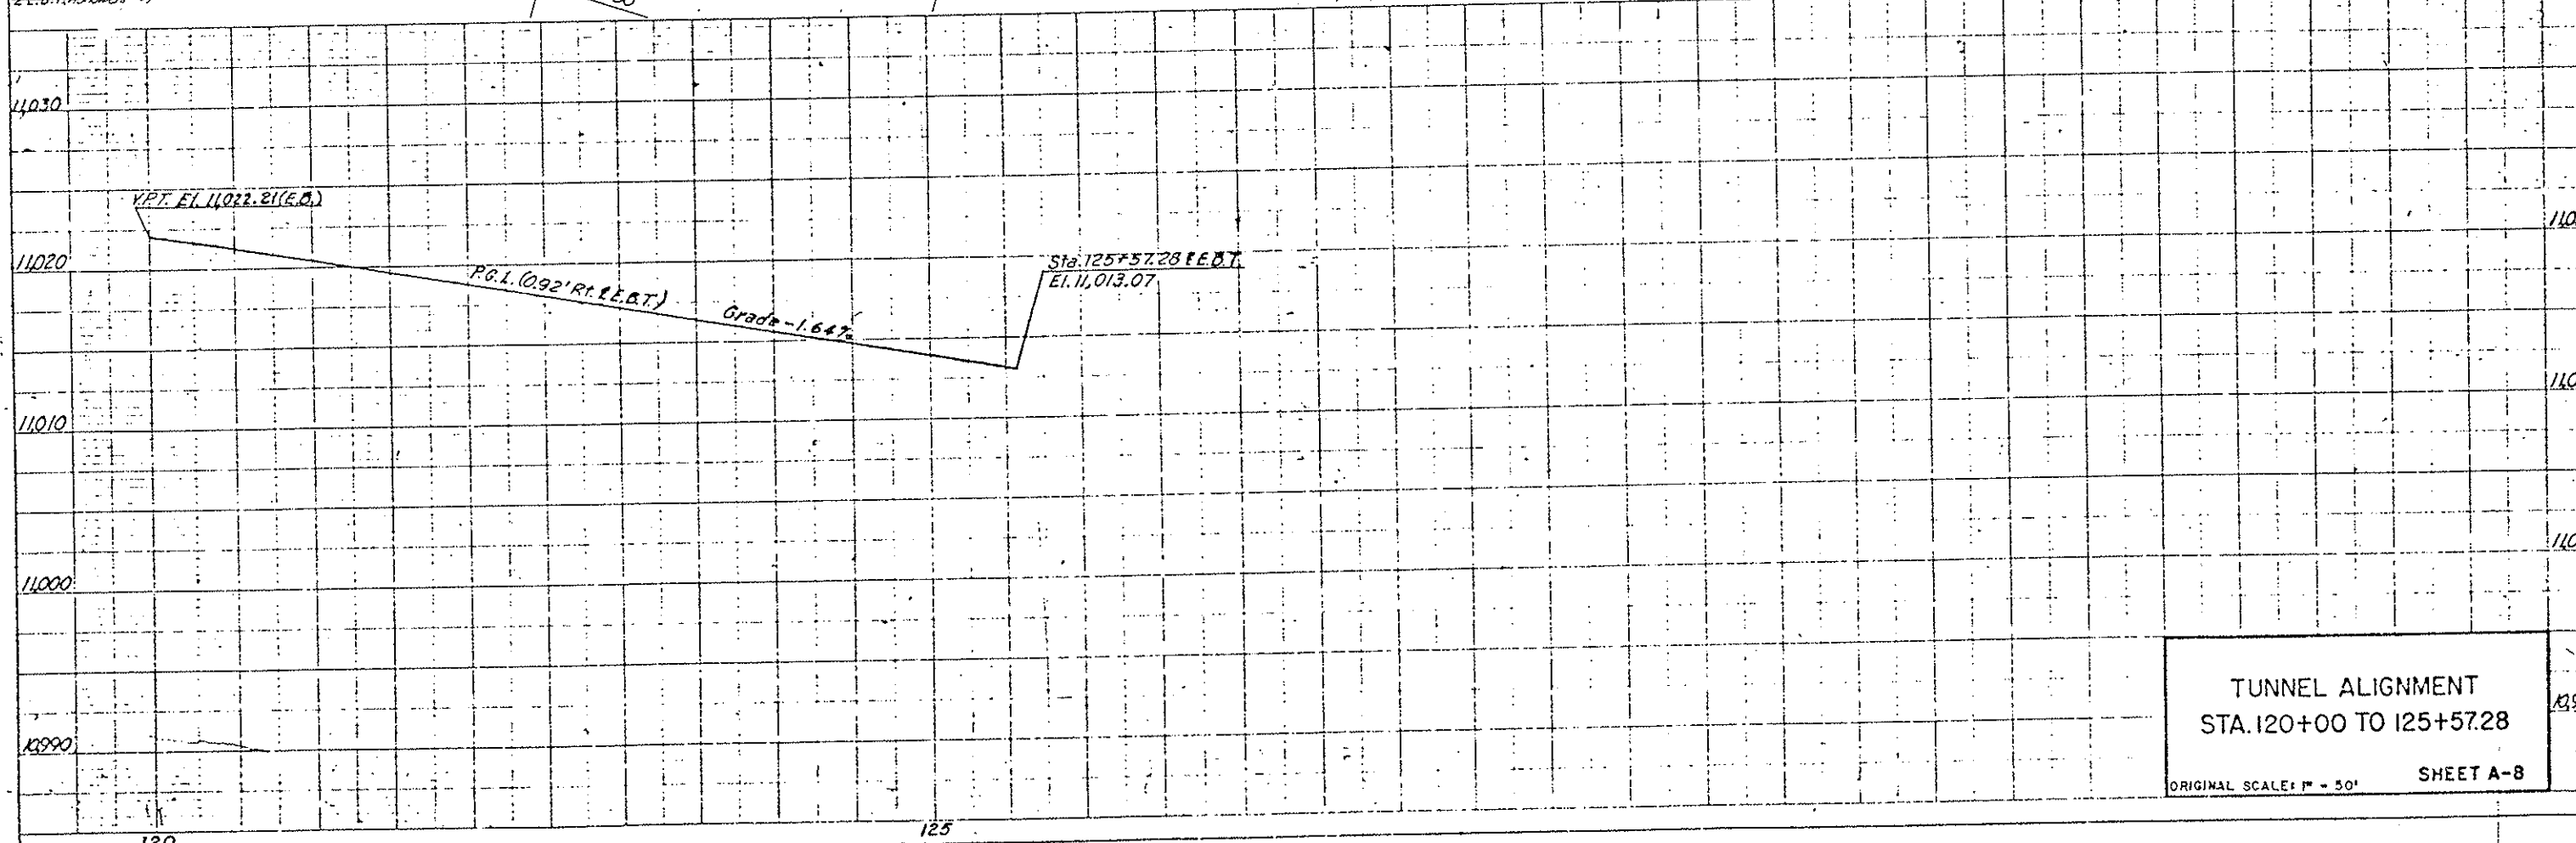 11,030
V.P.T. El. 11,022.21 (E.B.)
11,020
P.G.L. (0.92' Rt. ℄ E.B.T.)
Grade -1.64%
Sta. 125+57.28 ℄ E.B.T.
El. 11,013.07
11,010
11,000
10,990
120
125
TUNNEL ALIGNMENT
STA. 120+00 TO 125+57.28
SHEET A-8
ORIGINAL SCALE: 1" = 50'